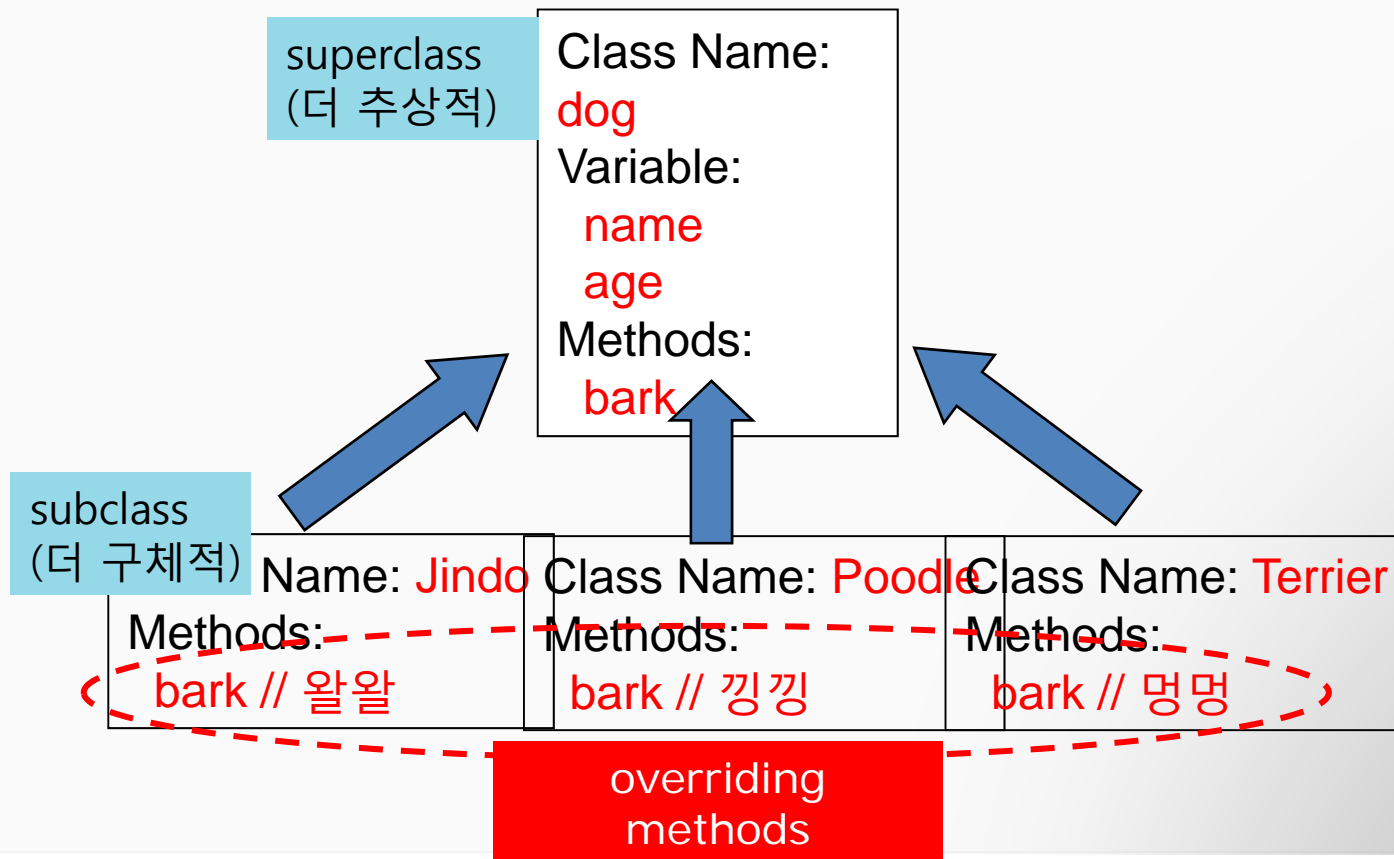 superclass
(더 추상적)
Class Name:
dog
Variable:
name
age
Methods:
bark
subclass
(더 구체적)
Name: Jindo
Methods:
bark // 왈왈
Class Name: Poodle
Methods:
bark // 낑낑
Class Name: Terrier
Methods:
bark // 멍멍
overriding
methods